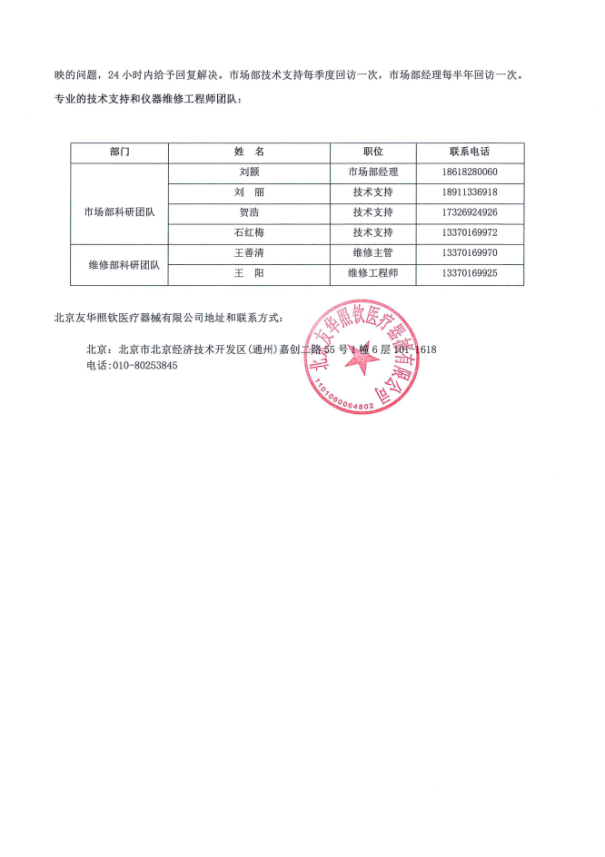 映的问题，24小时内给予回复解决。市场部技术支持每季度回访一次，市场部经理每半年回访一次。
专业的技术支持和仪器维修工程师团队：
部门 姓 名 职位 联系电话
市场部科研团队 刘颢 市场部经理 18618280060
刘 丽 技术支持 18911336918
贺浩 技术支持 17326924926
石红梅 技术支持 13370169972
维修部科研团队 王善清 维修主管 13370169970
王 阳 维修工程师 13370169925
北京友华照钦医疗器械有限公司地址和联系方式：
北京：北京市北京经济技术开发区(通州)嘉创二路55号1幢6层101-1618
电话:010-80253845
北京友华照钦医疗器械有限公司
1101080064802